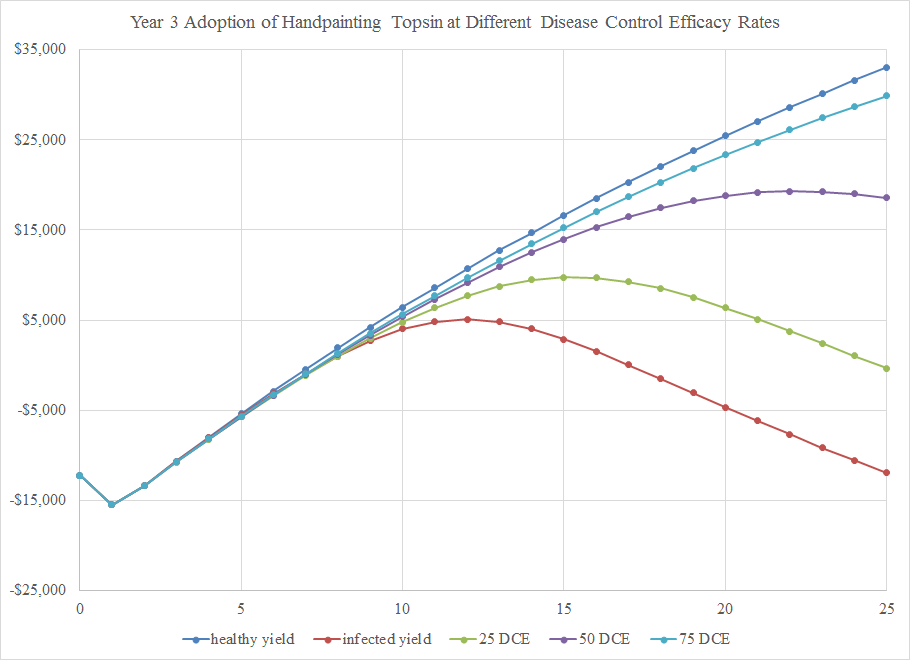 Year 3 Adoption of Handpainting Topsin at Different Disease Control Efficacy Rates
$35,000
$25,000
$15,000
$5,000
-$5,000
-$15,000
-$25,000
0 5 10 15 20 25
healthy yield infected yield 25 DCE 50 DCE 75 DCE